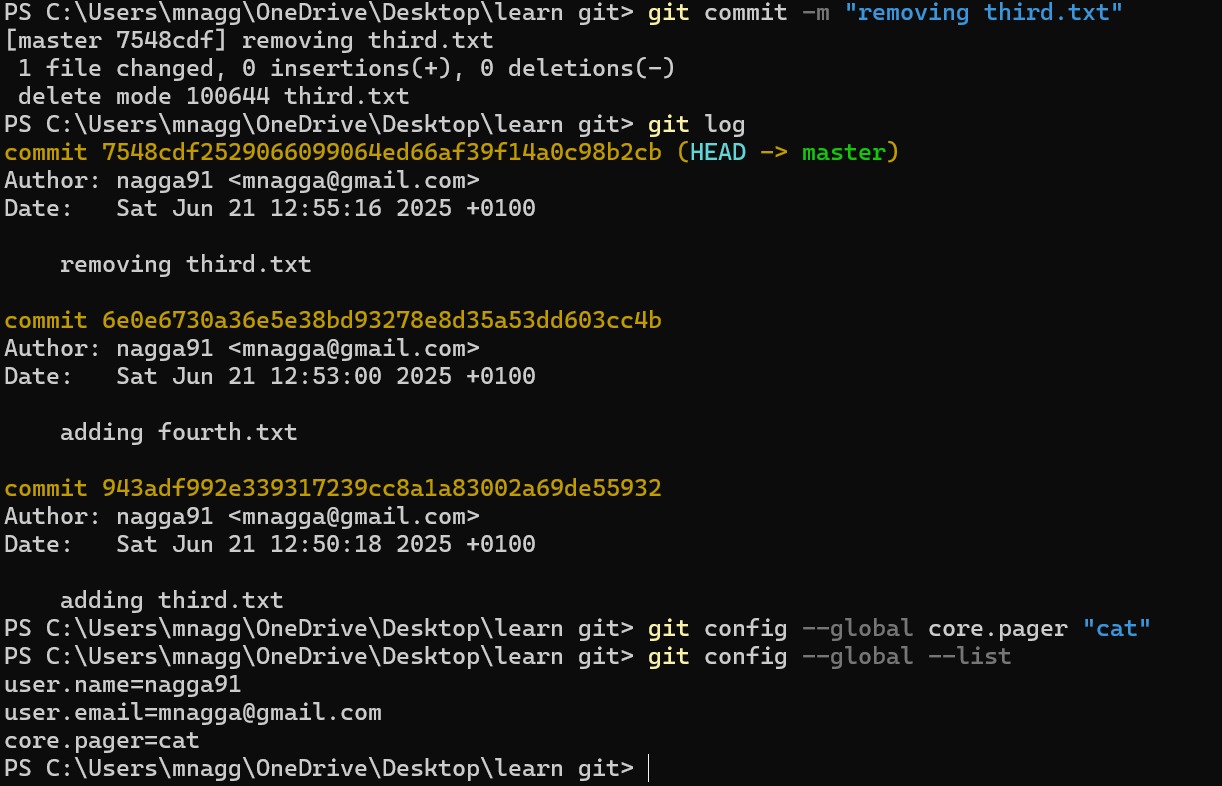 PS C:\Users\mnagg\OneDrive\Desktop\learn git> git commit -m "removing third.txt"
[master 7548cdf] removing third.txt
 1 file changed, 0 insertions(+), 0 deletions(-)
 delete mode 100644 third.txt
PS C:\Users\mnagg\OneDrive\Desktop\learn git> git log
commit 7548cdf2529066099064ed66af39f14a0c98b2cb (HEAD -> master)
Author: nagga91 <mnagga@gmail.com>
Date:   Sat Jun 21 12:55:16 2025 +0100

    removing third.txt

commit 6e0e6730a36e5e38bd93278e8d35a53dd603cc4b
Author: nagga91 <mnagga@gmail.com>
Date:   Sat Jun 21 12:53:00 2025 +0100

    adding fourth.txt

commit 943adf992e339317239cc8a1a83002a69de55932
Author: nagga91 <mnagga@gmail.com>
Date:   Sat Jun 21 12:50:18 2025 +0100

    adding third.txt
PS C:\Users\mnagg\OneDrive\Desktop\learn git> git config --global core.pager "cat"
PS C:\Users\mnagg\OneDrive\Desktop\learn git> git config --global --list
user.name=nagga91
user.email=mnagga@gmail.com
core.pager=cat
PS C:\Users\mnagg\OneDrive\Desktop\learn git>